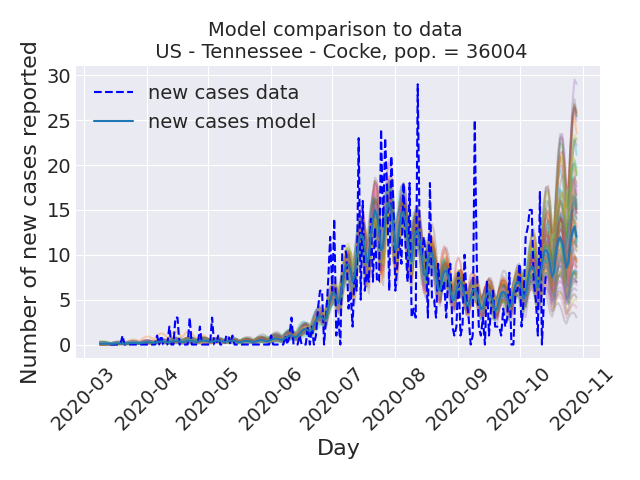 Model comparison to data
US - Tennessee - Cocke, pop. = 36004
new cases data
new cases model
Number of new cases reported
30
25
20
15
10
5
0
2020-03
2020-04
2020-05
2020-06
2020-07
2020-08
2020-09
2020-10
2020-11
Day